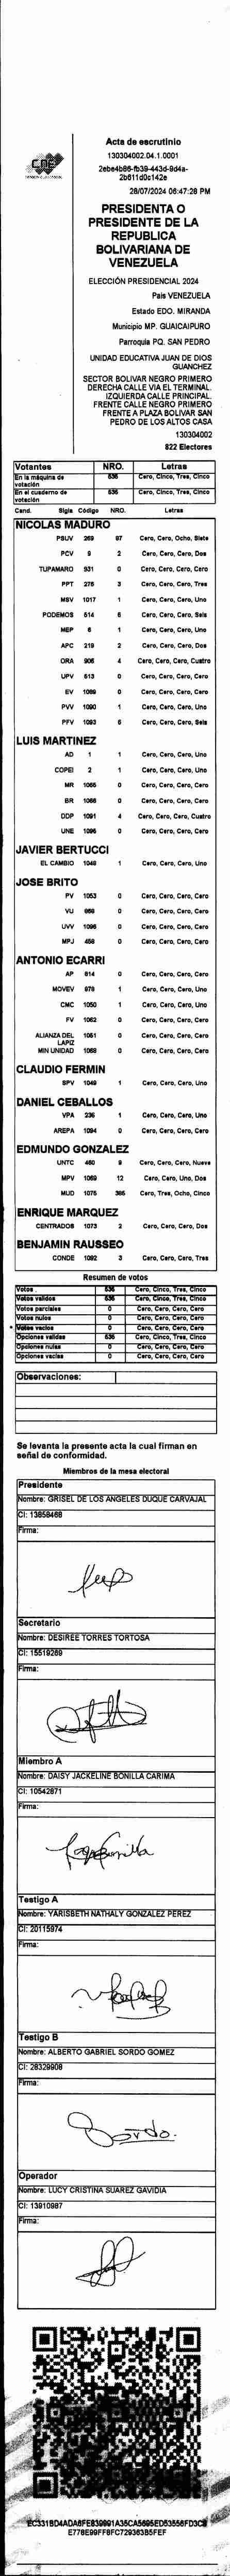 CNE
Acta de escrutinio
130304002.04.1.0001
28/07/2024 06:47:28 PM
PRESIDENTA O
PRESIDENTE DE LA
REPUBLICA
BOLIVARIANA DE
VENEZUELA
ELECCIÓN PRESIDENCIAL 2024
Pais VENEZUELA
Estado EDO. MIRANDA
Municipio MP. GUAICAIPURO
Parroquia PQ. SAN PEDRO
UNIDAD EDUCATIVA JUAN DE DIOS
GUANCHEZ
SECTOR BOLIVAR NEGRO PRIMERO
DERECHA CALLE VIA EL TERMINAL.
IZQUIERDA CALLE PRINCIPAL.
FRENTE CALLE NEGRO PRIMERO
FRENTE A PLAZA BOLIVAR SAN
PEDRO DE LOS ALTOS CASA
130304002
822 Electores
Votantes NRO. Letras
En la máquina de votación 535 Cero, Cinco, Tres, Cinco
En el cuaderno de votación 535 Cero, Cinco, Tres, Cinco
Cand. Sigla Código NRO. Letras
NICOLAS MADURO
PSUV 269 87 Cero, Cero, Ocho, Siete
PCV 9 2 Cero, Cero, Cero, Dos
TUPAMARO 931 0 Cero, Cero, Cero, Cero
PPT 275 3 Cero, Cero, Cero, Tres
MSV 1017 1 Cero, Cero, Cero, Uno
PODEMOS 514 6 Cero, Cero, Cero, Seis
MEP 6 1 Cero, Cero, Cero, Uno
APC 219 2 Cero, Cero, Cero, Dos
ORA 906 4 Cero, Cero, Cero, Cuatro
UPV 513 0 Cero, Cero, Cero, Cero
EV 1089 0 Cero, Cero, Cero, Cero
PVV 1090 1 Cero, Cero, Cero, Uno
PFV 1093 6 Cero, Cero, Cero, Seis
LUIS MARTINEZ
AD 1 1 Cero, Cero, Cero, Uno
COPEI 2 1 Cero, Cero, Cero, Uno
MR 1065 0 Cero, Cero, Cero, Cero
BR 1066 0 Cero, Cero, Cero, Cero
DDP 1091 4 Cero, Cero, Cero, Cuatro
UNE 1096 0 Cero, Cero, Cero, Cero
JAVIER BERTUCCI
EL CAMBIO 1048 1 Cero, Cero, Cero, Uno
JOSE BRITO
PV 1053 0 Cero, Cero, Cero, Cero
VU 968 0 Cero, Cero, Cero, Cero
UVV 1095 0 Cero, Cero, Cero, Cero
MPJ 458 0 Cero, Cero, Cero, Cero
ANTONIO ECARRI
AP 814 0 Cero, Cero, Cero, Cero
MOVEV 978 1 Cero, Cero, Cero, Uno
CMC 1050 1 Cero, Cero, Cero, Uno
FV 1062 0 Cero, Cero, Cero, Cero
ALIANZA DEL LAPIZ 1051 0 Cero, Cero, Cero, Cero
MIN UNIDAD 1068 0 Cero, Cero, Cero, Cero
CLAUDIO FERMIN
SPV 1049 1 Cero, Cero, Cero, Uno
DANIEL CEBALLOS
VPA 236 1 Cero, Cero, Cero, Uno
AREPA 1094 0 Cero, Cero, Cero, Cero
EDMUNDO GONZALEZ
UNTC 460 9 Cero, Cero, Cero, Nueve
MPV 1069 12 Cero, Cero, Uno, Dos
MUD 1075 385 Cero, Tres, Ocho, Cinco
ENRIQUE MARQUEZ
CENTRADOS 1073 2 Cero, Cero, Cero, Dos
BENJAMIN RAUSSEO
CONDE 1092 3 Cero, Cero, Cero, Tres
Resumen de votos
Votos 535 Cero, Cinco, Tres, Cinco
Votos validos 535 Cero, Cinco, Tres, Cinco
Votos parciales 0 Cero, Cero, Cero, Cero
Votos nulos 0 Cero, Cero, Cero, Cero
Votos vacios 0 Cero, Cero, Cero, Cero
Opciones validas 535 Cero, Cinco, Tres, Cinco
Opciones nulas 0 Cero, Cero, Cero, Cero
Opciones vacias 0 Cero, Cero, Cero, Cero
Observaciones:
Se levanta la presente acta la cual firman en
señal de conformidad.
Miembros de la mesa electoral
Presidente
Nombre: GRISEL DE LOS ANGELES DUQUE CARVAJAL
CI: 13858468
Firma:
Secretario
Nombre: DESIREE TORRES TORTOSA
CI: 15519269
Firma:
Miembro A
Nombre: DAISY JACKELINE BONILLA CARIMA
CI: 10542871
Firma:
Testigo A
Nombre: YARISBETH NATHALY GONZALEZ PEREZ
CI: 20115974
Firma:
Testigo B
Nombre: ALBERTO GABRIEL SORDO GOMEZ
CI: 28329908
Firma:
Sordo.
Operador
Nombre: LUCY CRISTINA SUAREZ GAVIDIA
CI: 13910987
Firma: